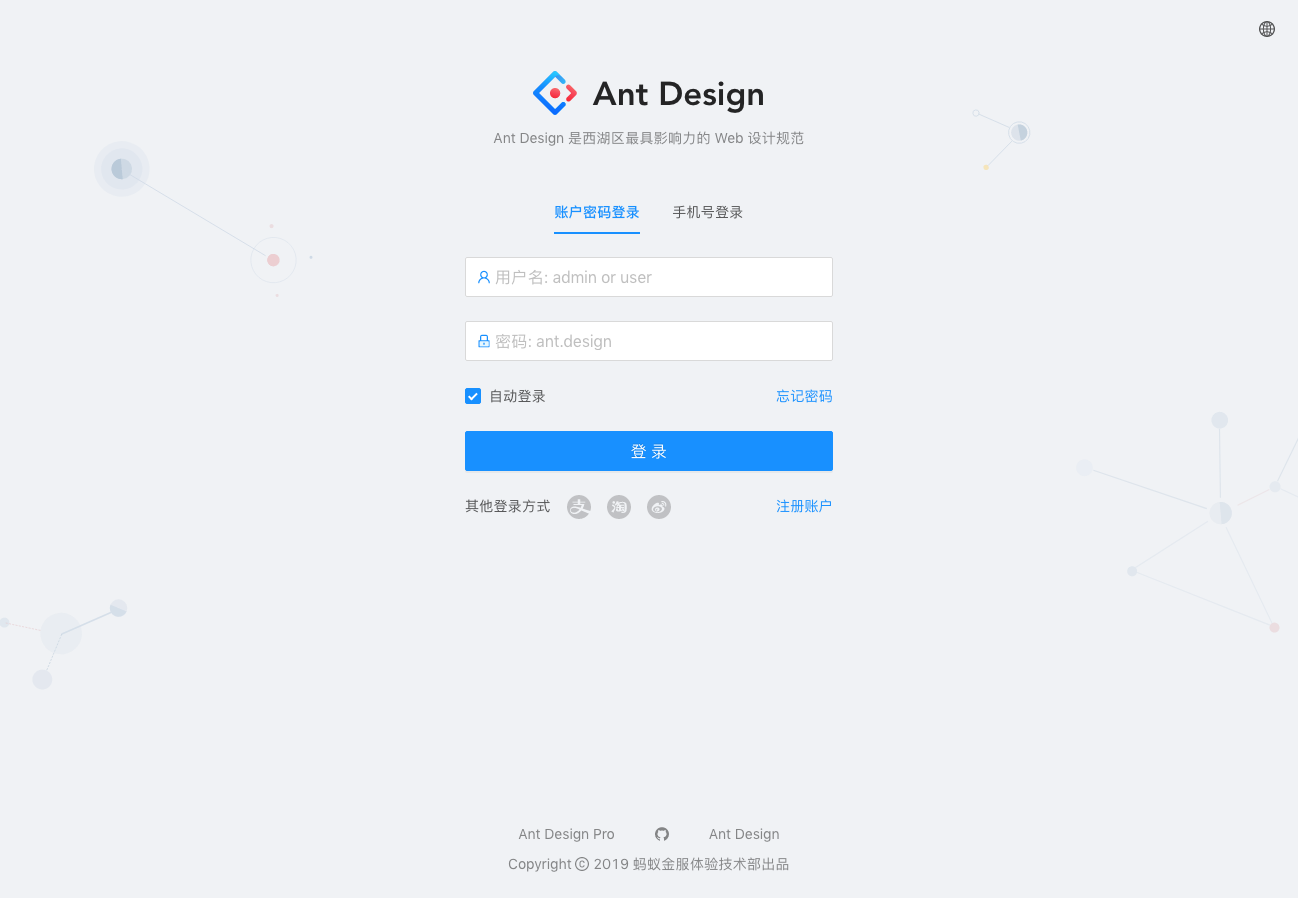 Ant Design
Ant Design 是西湖区最具影响力的 Web 设计规范
账户密码登录 手机号登录
用户名: admin or user
密码: ant.design
自动登录 忘记密码
登 录
其他登录方式 支 淘 注册账户
Ant Design Pro Ant Design
Copyright © 2019 蚂蚁金服体验技术部出品